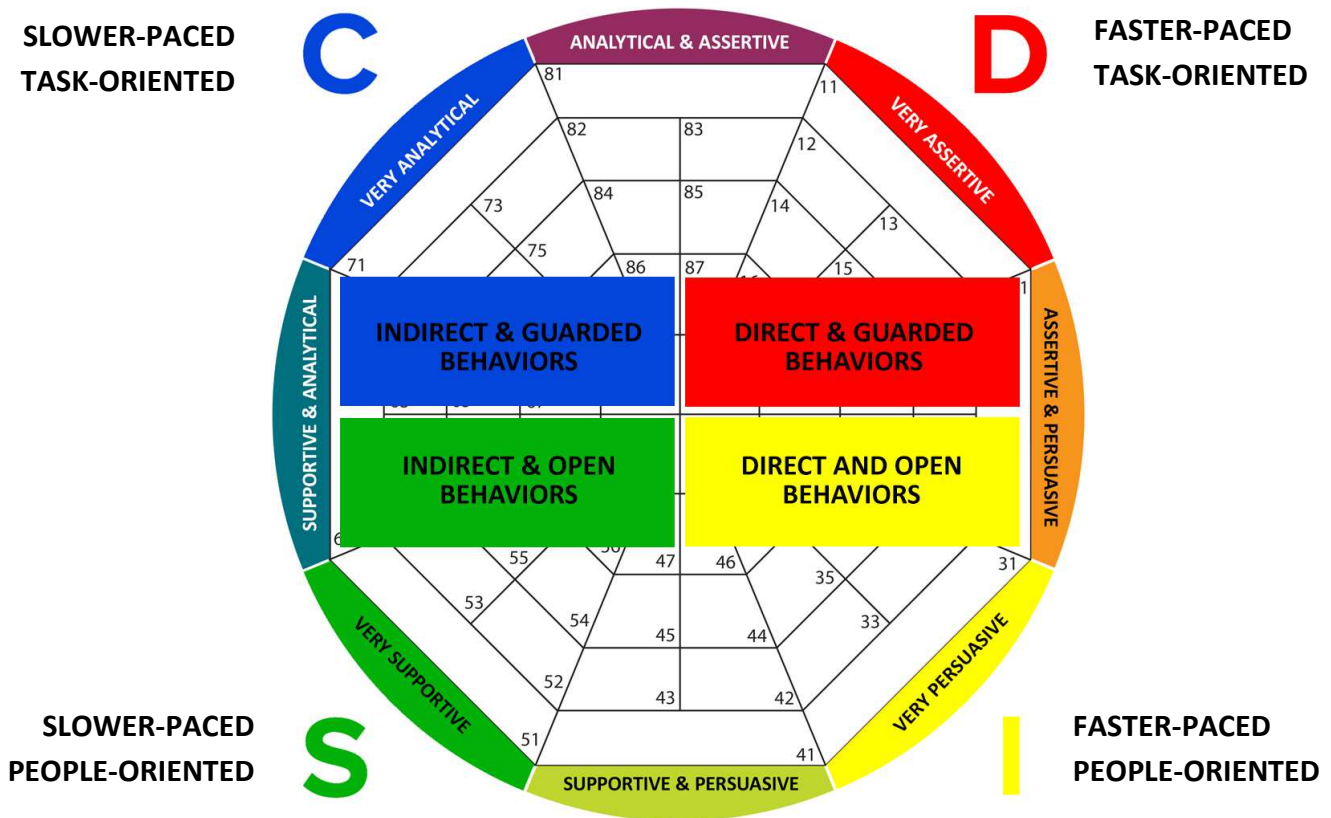 SLOWER-PACED
TASK-ORIENTED
C
ANALYTICAL & ASSERTIVE
D
FASTER-PACED
TASK-ORIENTED
VERY ANALYTICAL
VERY ASSERTIVE
81
11
82
83
12
84
85
14
73
13
75
15
71
86
87
SUPPORTIVE & ANALYTICAL
ASSERTIVE & PERSUASIVE
INDIRECT & GUARDED
BEHAVIORS
DIRECT & GUARDED
BEHAVIORS
INDIRECT & OPEN
BEHAVIORS
DIRECT AND OPEN
BEHAVIORS
55
47
46
35
31
53
54
45
44
33
52
43
42
51
41
VERY SUPPORTIVE
VERY PERSUASIVE
SLOWER-PACED
PEOPLE-ORIENTED
S
SUPPORTIVE & PERSUASIVE
I
FASTER-PACED
PEOPLE-ORIENTED